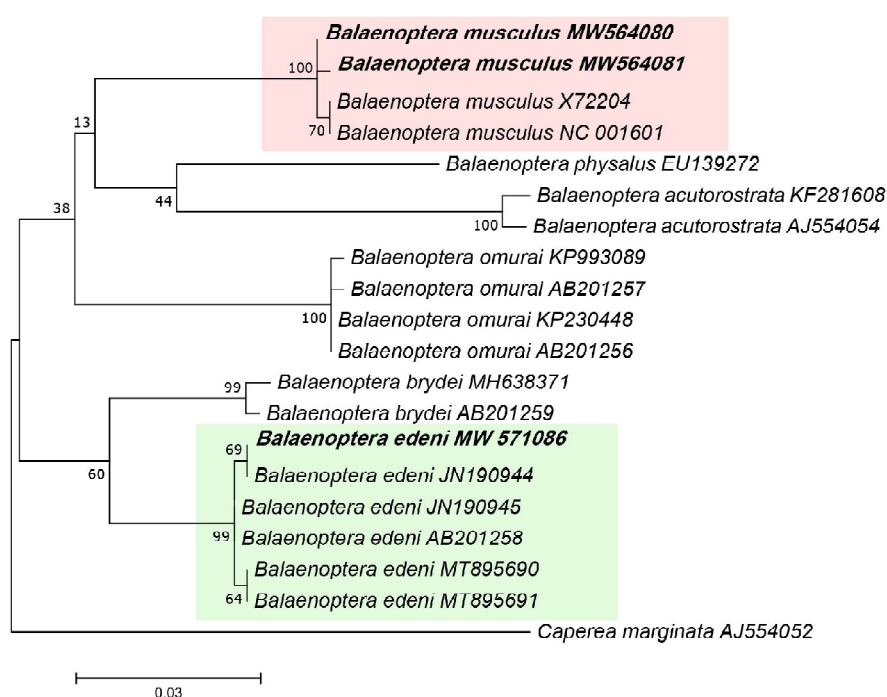 Balaenoptera musculus MW564080
Balaenoptera musculus MW564081
100
Balaenoptera musculus X72204
70
Balaenoptera musculus NC 001601
13
Balaenoptera physalus EU139272
44
Balaenoptera acutorostrata KF281608
100
Balaenoptera acutorostrata AJ554054
38
Balaenoptera omurai KP993089
Balaenoptera omurai AB201257
100
Balaenoptera omurai KP230448
Balaenoptera omurai AB201256
99
Balaenoptera brydei MH638371
Balaenoptera brydei AB201259
60
Balaenoptera edeni MW 571086
69
Balaenoptera edeni JN190944
Balaenoptera edeni JN190945
99
Balaenoptera edeni AB201258
Balaenoptera edeni MT895690
64
Balaenoptera edeni MT895691
Caperea marginata AJ554052
0.03